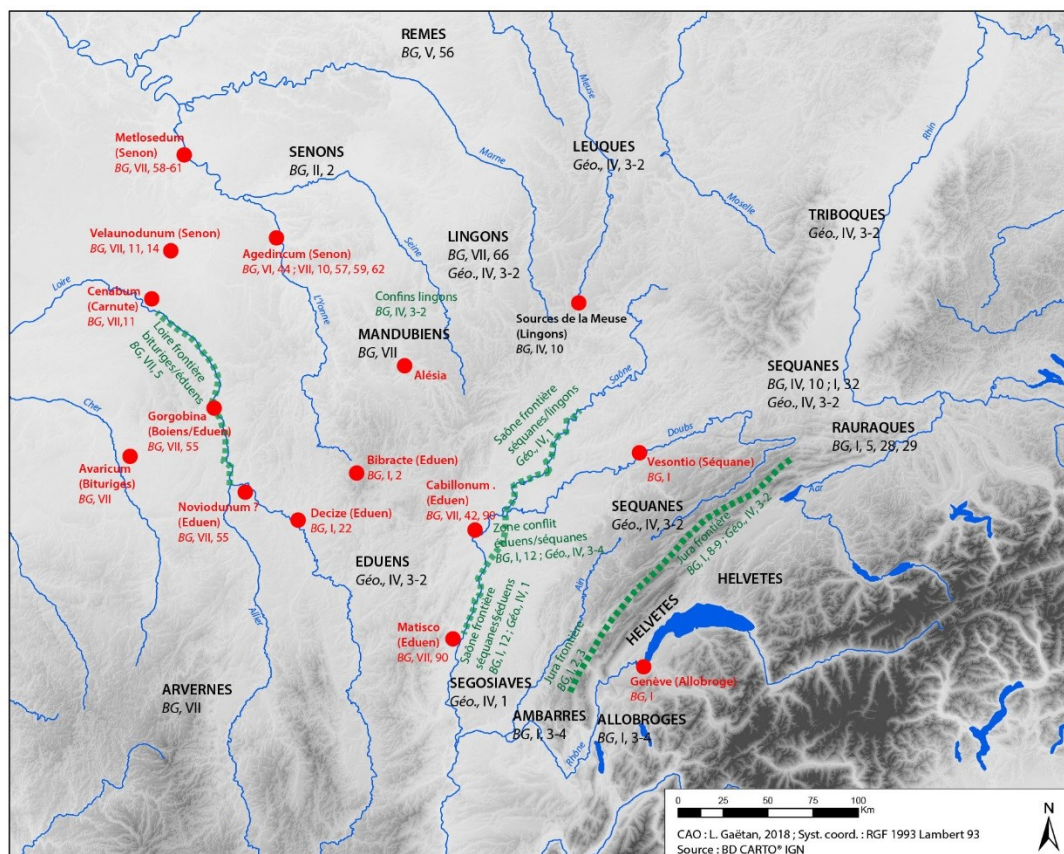 REMES
BG, V, 56
Meuse
Rhin
Metlosedum
(Senon)
BG, VII, 58-61
SENONS
BG, II, 2
Marne
LEUQUES
Géo., IV, 3-2
Moselle
TRIBOQUES
Géo., IV, 3-2
Velaunodunum (Senon)
BG, VII, 11, 14
Agedincum (Senon)
BG, VI, 44 ; VII, 10, 57, 59, 62
Seine
LINGONS
BG, VII, 66
Géo., IV, 3-2
Loire
Cenabum
(Carnute)
BG, VII,11
L'Yonne
Confins lingons
BG, IV, 3-2
Sources de la Meuse
(Lingons)
BG, IV, 10
MANDUBIENS
BG, VII
Alésia
Loire frontière
bituriges/éduens
BG, VII, 5
Saône
SEQUANES
BG, IV, 10 ; I, 32
Géo., IV, 3-2
Cher
Gorgobina
(Boiens/Eduen)
BG, VII, 55
Saône frontière
séquanes/lingons
Géo, IV, 1
Doubs
RAURAQUES
BG, I, 5, 28, 29
Avaricum
(Bituriges)
BG, VII
Bibracte (Eduen)
BG, I, 2
Vesontio (Séquane)
BG, I
Cabillonum .
(Eduen)
BG, VII, 42, 90
Noviodunum ?
(Eduen)
BG, VII, 55
Decize (Eduen)
BG, I, 22
SEQUANES
Géo., IV, 3-2
Zone conflit
éduens/séquanes
BG, I, 12 ; Géo., IV, 3-4
Jura frontière
BG, I, 8-9 ; Géo., IV, 3-2
EDUENS
Géo., IV, 3-2
Ain
HELVETES
HELVETES
Allier
Matisco
(Eduen)
BG, VII, 90
Saône frontière
séquanes/éduens
BG, I, 12 ; Géo., IV, 1
Jura frontière
BG, I, 2, 3
Genève (Allobroge)
BG, I
ARVERNES
BG, VII
SEGOSIAVES
Géo., IV, 1
AMBARRES
BG, I, 3-4
ALLOBROGES
BG, I, 3-4
Rhône
0 25 50 75 100
Km
N
CAO : L. Gaëtan, 2018 ; Syst. coord. : RGF 1993 Lambert 93
Source : BD CARTO® IGN